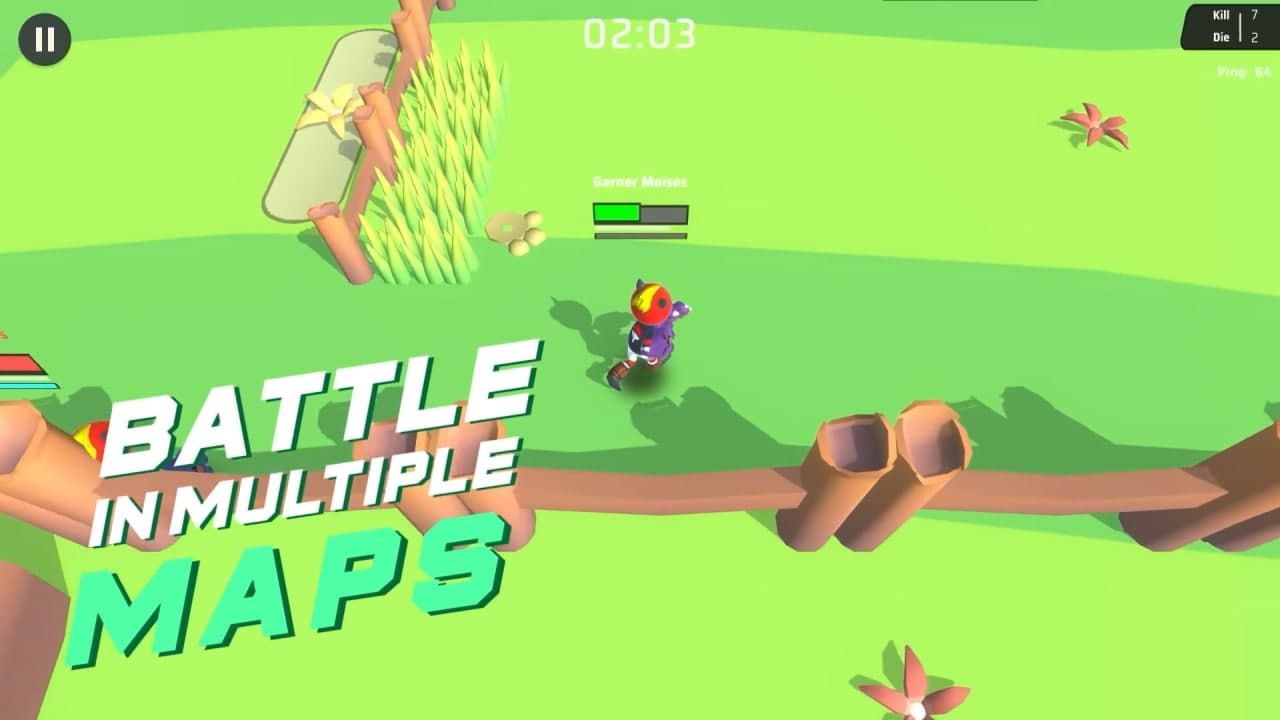 02:03
Kill 7
Die 2
Ping: 64
Garner Moises
BATTLE
IN MULTIPLE
MAPS